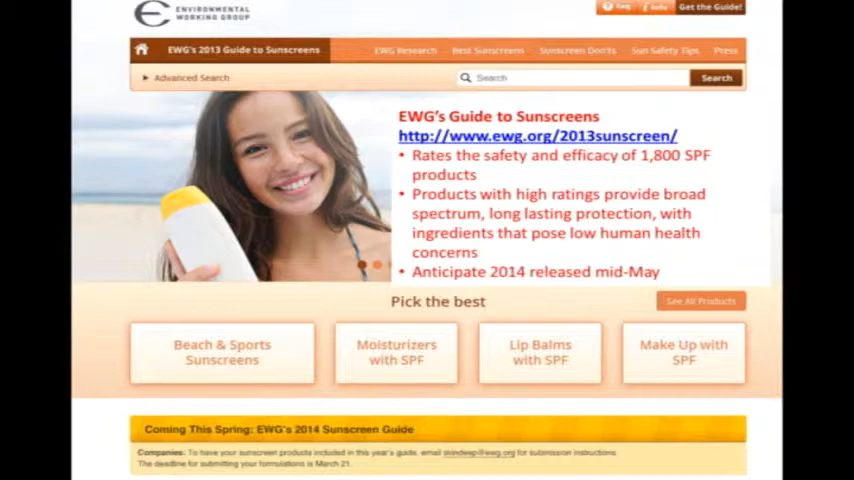 ENVIRONMENTAL
WORKING GROUP
Faq Info Get the Guide!
EWG's 2013 Guide to Sunscreens EWG Research Best Sunscreens Sunscreen Don'ts Sun Safety Tips Press
Advanced Search Search Search
EWG's Guide to Sunscreens
http://www.ewg.org/2013sunscreen/
• Rates the safety and efficacy of 1,800 SPF
products
• Products with high ratings provide broad
spectrum, long lasting protection, with
ingredients that pose low human health
concerns
• Anticipate 2014 released mid-May
Pick the best See All Products
Beach & Sports
Sunscreens
Moisturizers
with SPF
Lip Balms
with SPF
Make Up with
SPF
Coming This Spring: EWG's 2014 Sunscreen Guide
Companies: To have your sunscreen products included in this year's guide, email skindeep@ewg.org for submission instructions.
The deadline for submitting your formulations is March 21.